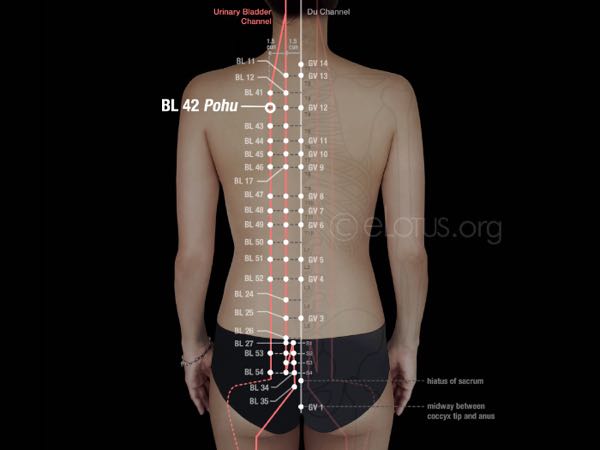 Urinary Bladder
Channel
Du Channel
1.5
cun
1.5
cun
BL 11
GV 14
GV 13
BL 12
BL 41
BL 42 Pohu
GV 12
BL 43
BL 44
GV 11
BL 45
GV 10
BL 46
GV 9
BL 17
BL 47
GV 8
BL 48
GV 7
BL 49
GV 6
© eLOTUS.org
BL 50
BL 51
GV 5
BL 52
GV 4
BL 24
BL 25
GV 3
BL 26
BL 27
S1
BL 53
S2
S3
BL 54
S4
hiatus of sacrum
BL 34
BL 35
GV 1
midway between
coccyx tip and anus